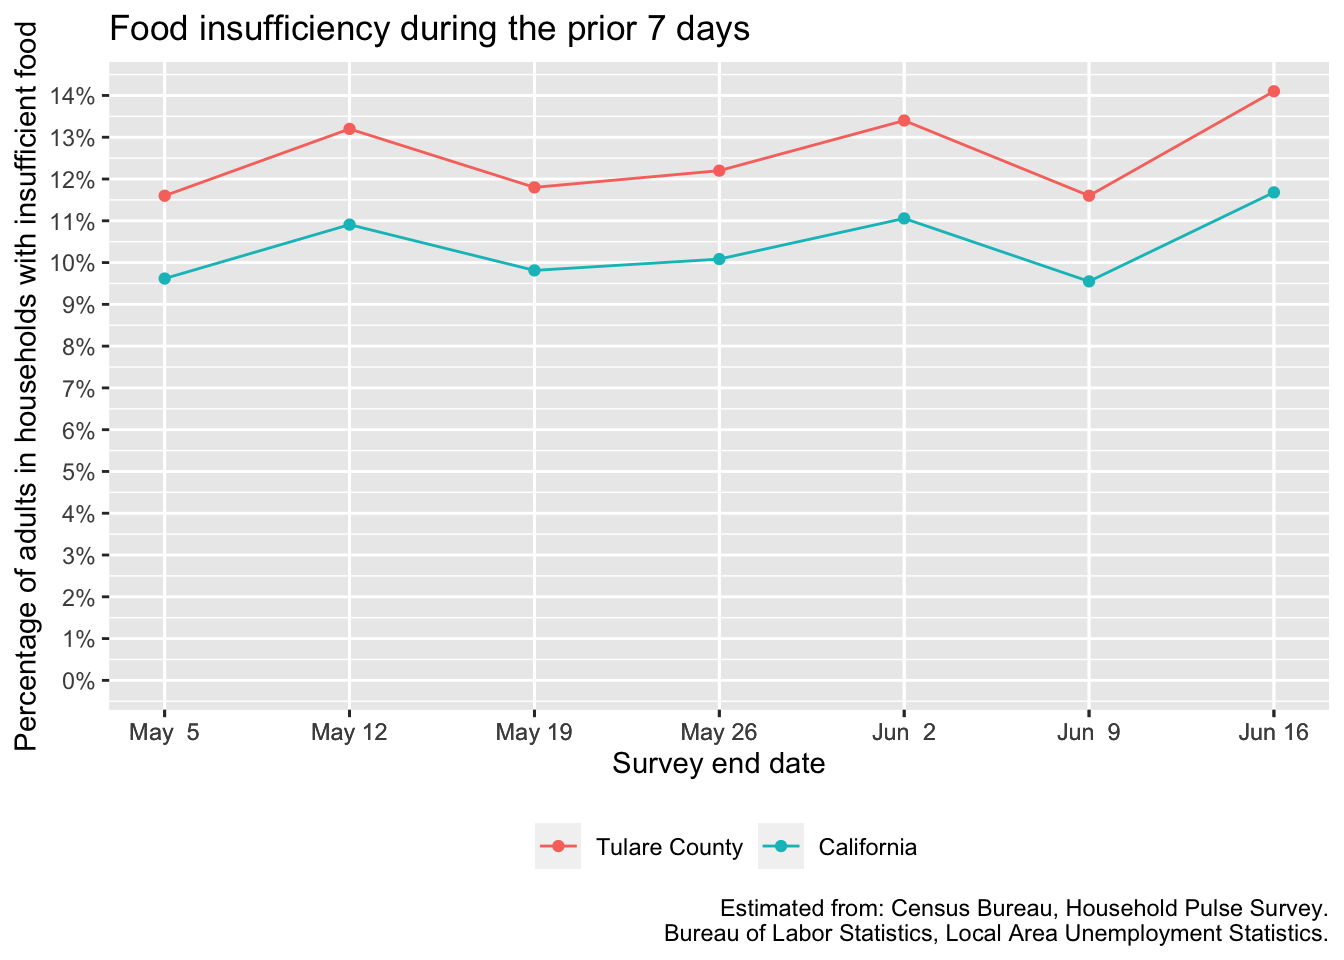 Food insufficiency during the prior 7 days
Percentage of adults in households with insufficient food
14%
13%
12%
11%
10%
9%
8%
7%
6%
5%
4%
3%
2%
1%
0%
May  5
May 12
May 19
May 26
Jun  2
Jun  9
Jun 16
Survey end date
Tulare County
California
Estimated from: Census Bureau, Household Pulse Survey.
Bureau of Labor Statistics, Local Area Unemployment Statistics.